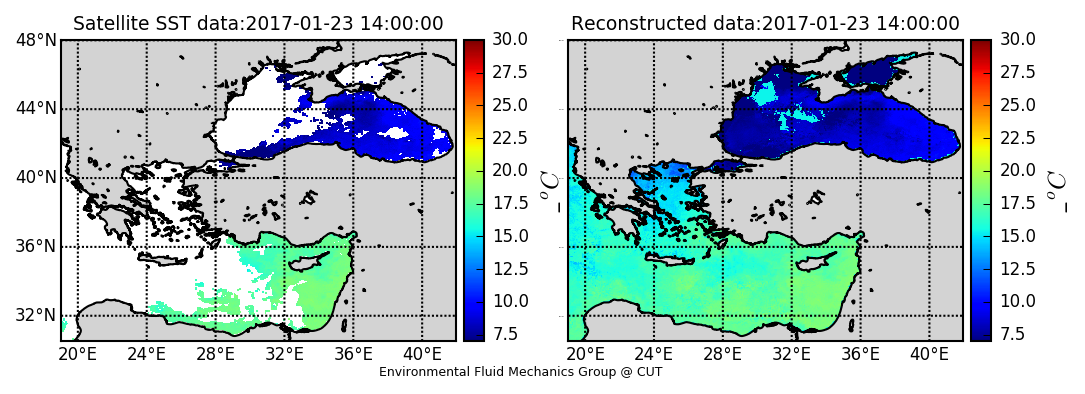 Satellite SST data:2017-01-23 14:00:00
Reconstructed data:2017-01-23 14:00:00
48°N
44°N
40°N
36°N
32°N
20°E 24°E 28°E 32°E 36°E 40°E
30.0
27.5
25.0
22.5
20.0
17.5
15.0
12.5
10.0
7.5
_°C
20°E 24°E 28°E 32°E 36°E 40°E
30.0
27.5
25.0
22.5
20.0
17.5
15.0
12.5
10.0
7.5
_°C
Environmental Fluid Mechanics Group @ CUT